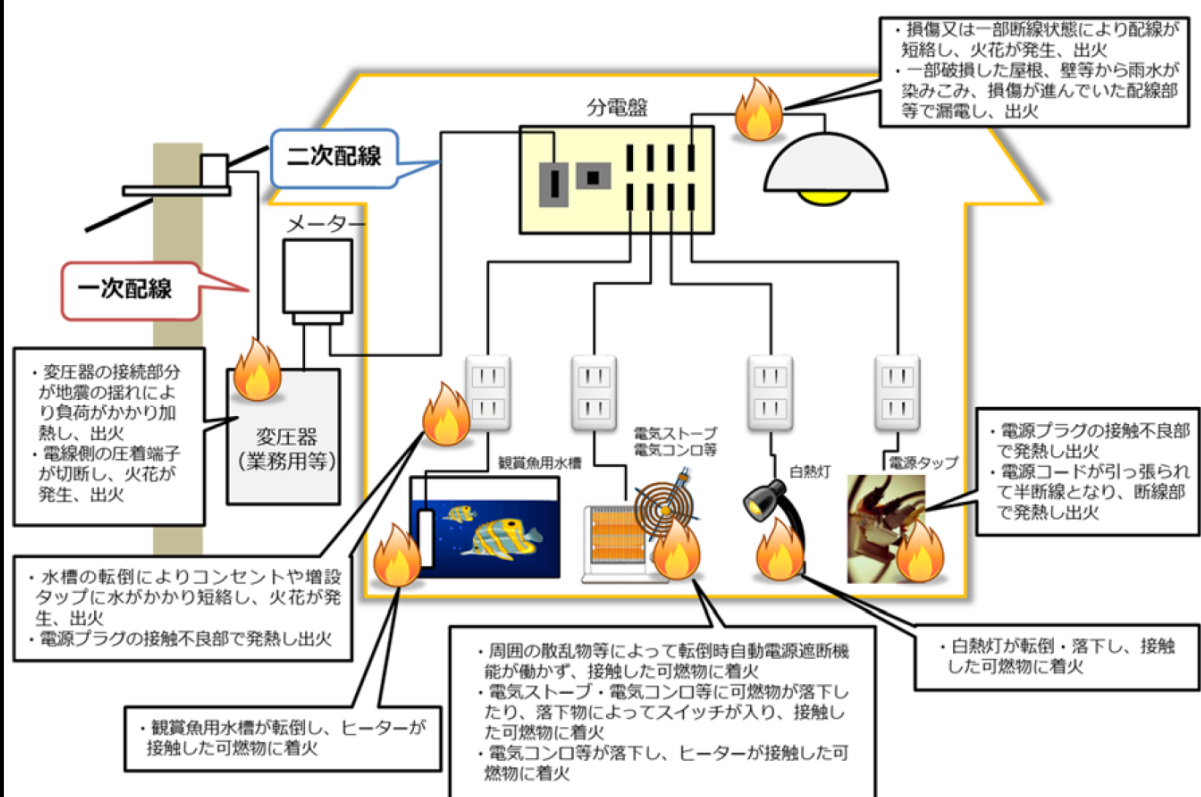 ・損傷又は一部断線状態により配線が
短絡し、火花が発生、出火
・一部破損した屋根、壁等から雨水が
染みこみ、損傷が進んでいた配線部
等で漏電し、出火
分電盤
二次配線
メーター
一次配線
・変圧器の接続部分
が地震の揺れによ
り負荷がかかり加
熱し、出火
・電線側の圧着端子
が切断し、火花が
発生、出火
変圧器
(業務用等)
電気ストーブ
電気コンロ等
観賞魚用水槽
白熱灯
電源タップ
・電源プラグの接触不良部
で発熱し出火
・電源コードが引っ張られ
て半断線となり、断線部
で発熱し出火
・水槽の転倒によりコンセントや増設
タップに水がかかり短絡し、火花が発
生、出火
・電源プラグの接触不良部で発熱し出火
・周囲の散乱物等によって転倒時自動電源遮断機
能が働かず、接触した可燃物に着火
・電気ストーブ・電気コンロ等に可燃物が落下し
たり、落下物によってスイッチが入り、接触し
た可燃物に着火
・電気コンロ等が落下し、ヒーターが接触した可
燃物に着火
・白熱灯が転倒・落下し、接触
した可燃物に着火
・観賞魚用水槽が転倒し、ヒーターが
接触した可燃物に着火